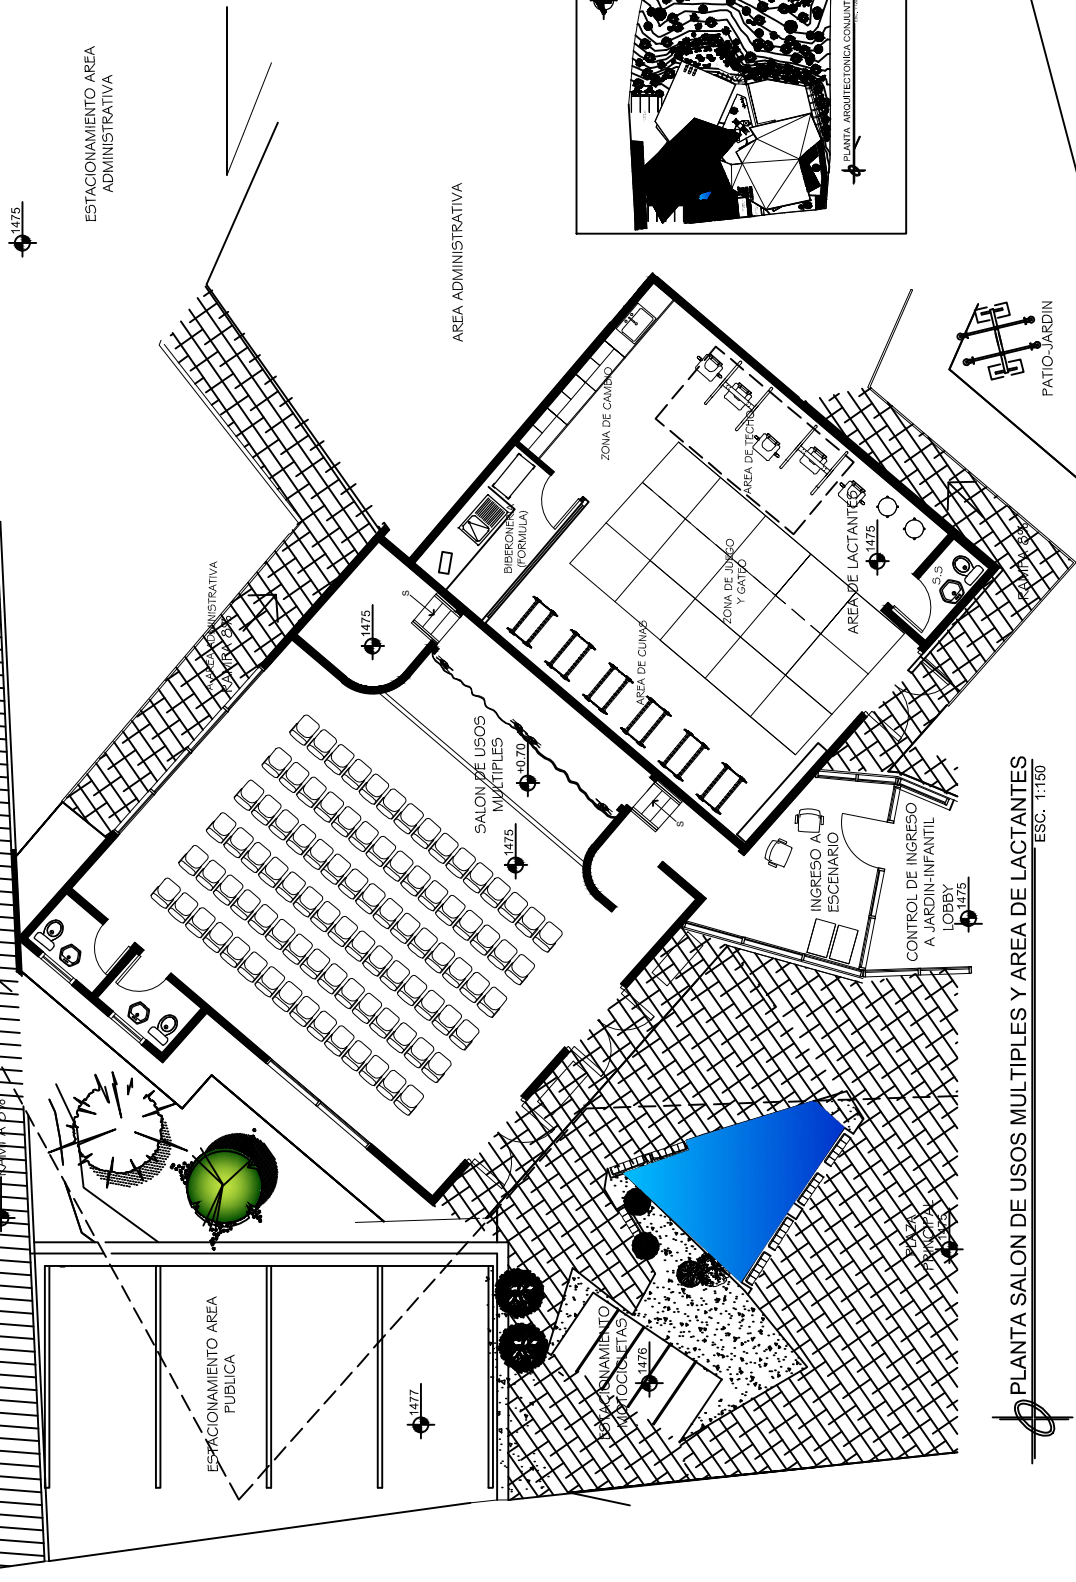 ESTACIONAMIENTO AREA
ADMINISTRATIVA
1475
AREA ADMINISTRATIVA
PLANTA ARQUITECTONICA CONJUNT
PATIO-JARDIN
ZONA DE CAMBIO
AREA DE TECHO
BIBERONERIA
(FORMULA)
ZONA DE JUEGO
Y GATEO
AREA DE LACTANTES
1475
S.S
RAMPA 8%
AREA DE CUNAS
A AREA ADMINISTRATIVA
RAMPA 8%
1475
S
SALON DE USOS
MULTIPLES
+0.70
1475
S
INGRESO A
ESCENARIO
CONTROL DE INGRESO
A JARDIN-INFANTIL
LOBBY
1475
PLAZA
PRINCIPAL
1475
ESTACIONAMIENTO AREA
PUBLICA
1477
ESTACIONAMIENTO
MOTOCICLETAS
1476
PLANTA SALON DE USOS MULTIPLES Y AREA DE LACTANTES
ESC. 1:150